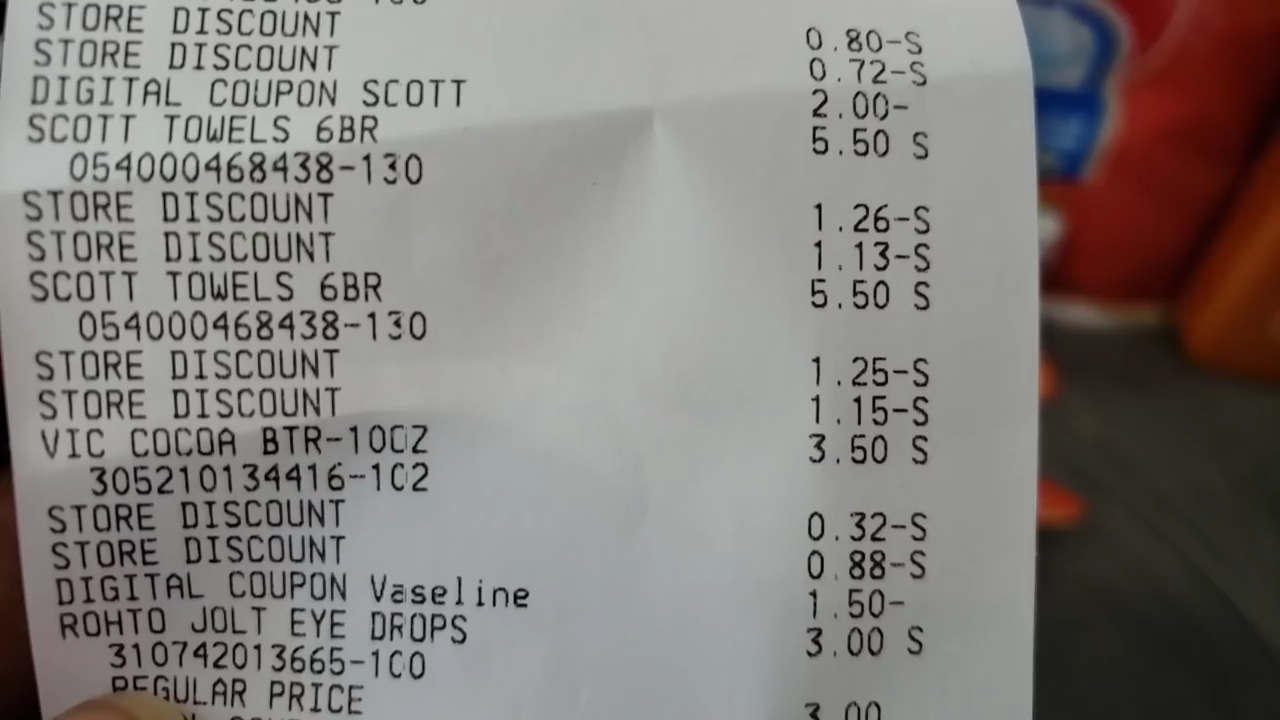 STORE DISCOUNT 0.80-S
STORE DISCOUNT 0.72-S
DIGITAL COUPON SCOTT 2.00-
SCOTT TOWELS 6BR 5.50 S
054000468438-130
STORE DISCOUNT 1.26-S
STORE DISCOUNT 1.13-S
SCOTT TOWELS 6BR 5.50 S
054000468438-130
STORE DISCOUNT 1.25-S
STORE DISCOUNT 1.15-S
VIC COCOA BTR-10OZ 3.50 S
305210134416-102
STORE DISCOUNT 0.32-S
STORE DISCOUNT 0.88-S
DIGITAL COUPON Vaseline 1.50-
ROHTO JOLT EYE DROPS 3.00 S
310742013665-100
REGULAR PRICE 3.00